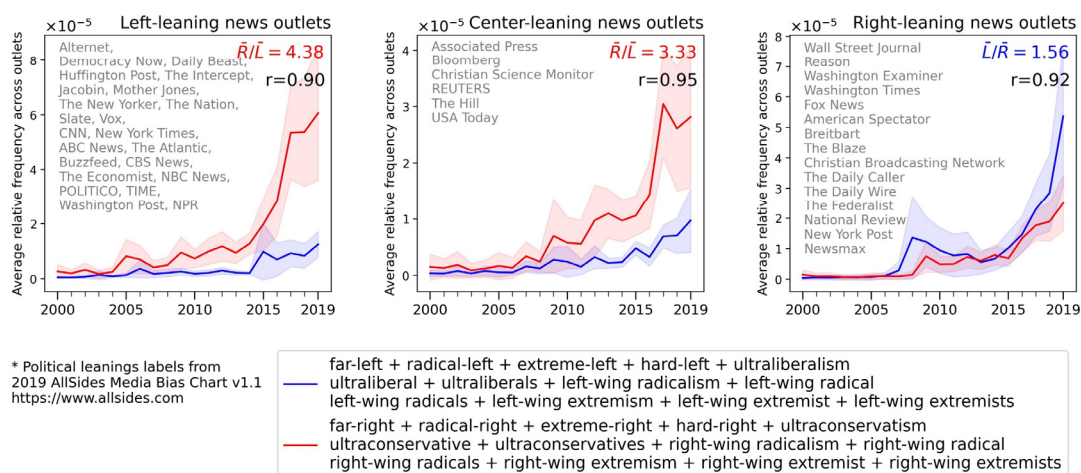 ×10⁻⁵ Left-leaning news outlets
Average relative frequency across outlets
8
6
4
2
0
Alternet,
Democracy Now, Daily Beast,
Huffington Post, The Intercept,
Jacobin, Mother Jones,
The New Yorker, The Nation,
Slate, Vox,
CNN, New York Times,
ABC News, The Atlantic,
Buzzfeed, CBS News,
The Economist, NBC News,
POLITICO, TIME,
Washington Post, NPR
R̄/L̄ = 4.38
r=0.90
2000 2005 2010 2015 2019
×10⁻⁵ Center-leaning news outlets
Average relative frequency across outlets
4
2
0
Associated Press
Bloomberg
Christian Science Monitor
REUTERS
The Hill
USA Today
R̄/L̄ = 3.33
r=0.95
2000 2005 2010 2015 2019
×10⁻⁵ Right-leaning news outlets
Average relative frequency across outlets
8
6
4
2
0
Wall Street Journal
Reason
Washington Examiner
Washington Times
Fox News
American Spectator
Breitbart
The Blaze
Christian Broadcasting Network
The Daily Caller
The Daily Wire
The Federalist
National Review
New York Post
Newsmax
L̄/R̄ = 1.56
r=0.92
2000 2005 2010 2015 2019
* Political leanings labels from
2019 AllSides Media Bias Chart v1.1
https://www.allsides.com
far-left + radical-left + extreme-left + hard-left + ultraliberalism
ultraliberal + ultraliberals + left-wing radicalism + left-wing radical
left-wing radicals + left-wing extremism + left-wing extremist + left-wing extremists
far-right + radical-right + extreme-right + hard-right + ultraconservatism
ultraconservative + ultraconservatives + right-wing radicalism + right-wing radical
right-wing radicals + right-wing extremism + right-wing extremist + right-wing extremists